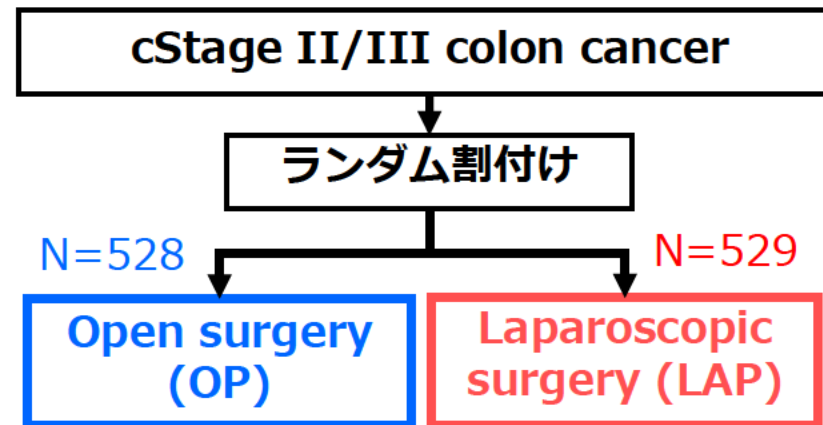 cStage II/III colon cancer
ランダム割付け
N=528
N=529
Open surgery
(OP)
Laparoscopic
surgery (LAP)